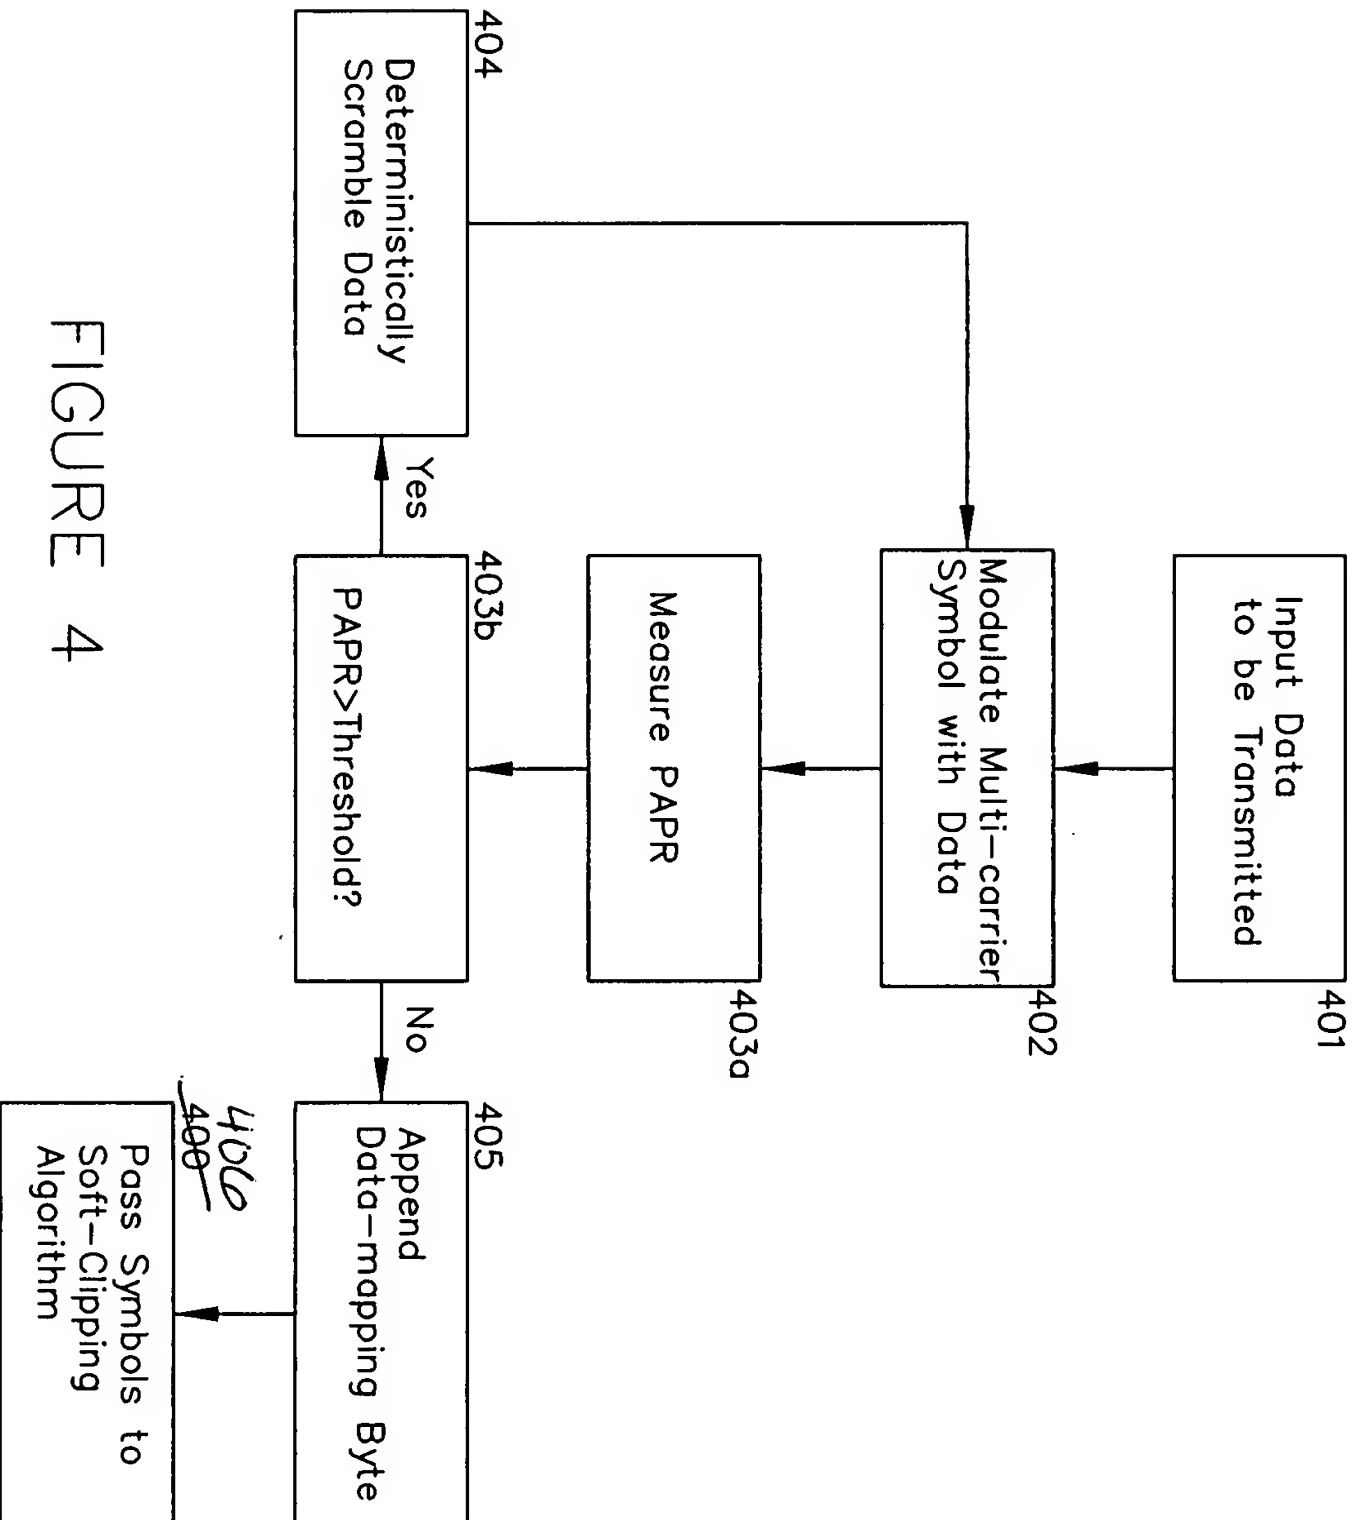 401
Input Data
to be Transmitted
402
Modulate Multi-carrier
Symbol with Data
403a
Measure PAPR
403b
PAPR>Threshold?
Yes
No
404
Deterministically
Scramble Data
405
Append
Data-mapping Byte
406
400
Pass Symbols to
Soft-Clipping
Algorithm
FIGURE 4